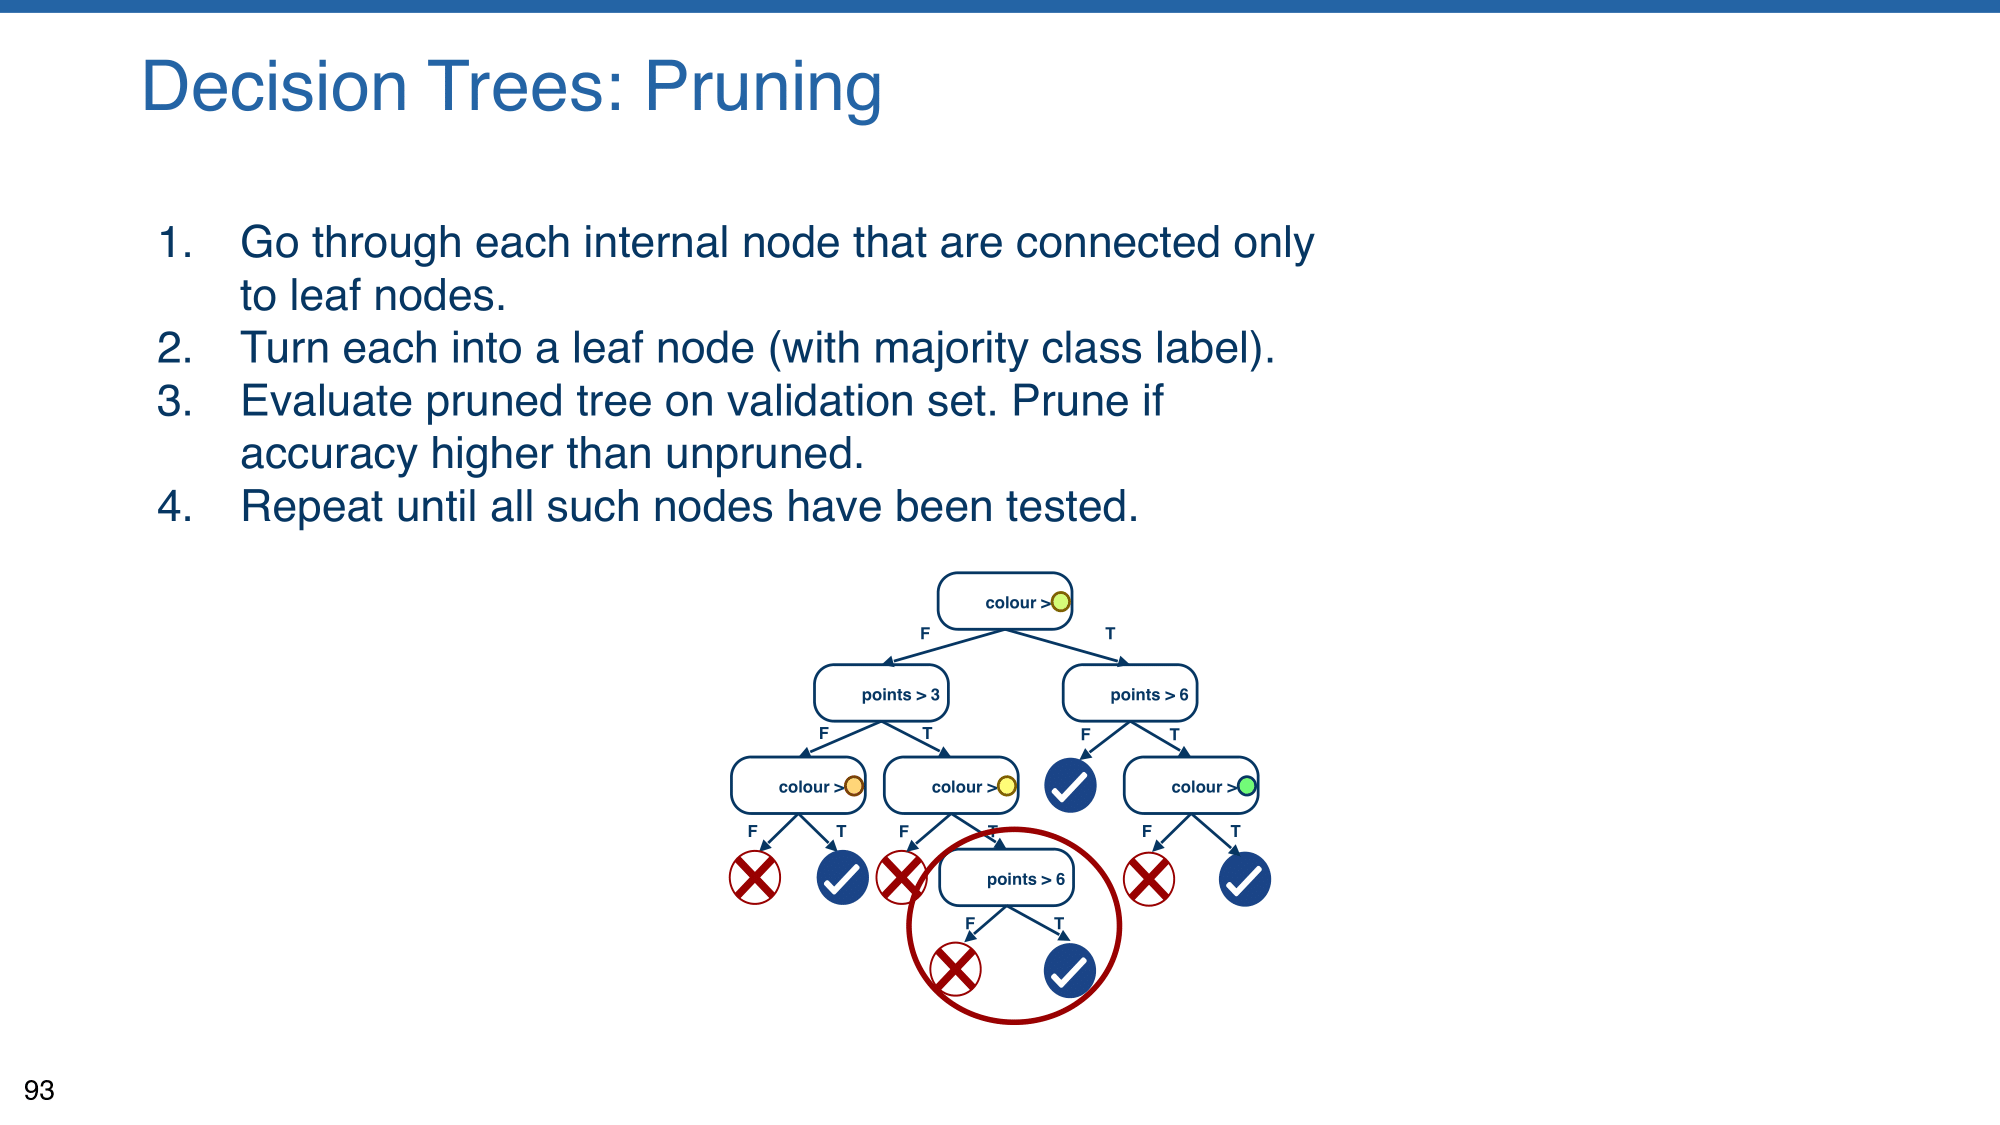 Decision Trees: Pruning
1. Go through each internal node that are connected only
to leaf nodes.
2. Turn each into a leaf node (with majority class label).
3. Evaluate pruned tree on validation set. Prune if
accuracy higher than unpruned.
4. Repeat until all such nodes have been tested.
colour >
F T
points > 3 points > 6
F T F T
colour > colour > colour >
F T F T F T
points > 6
F T
93